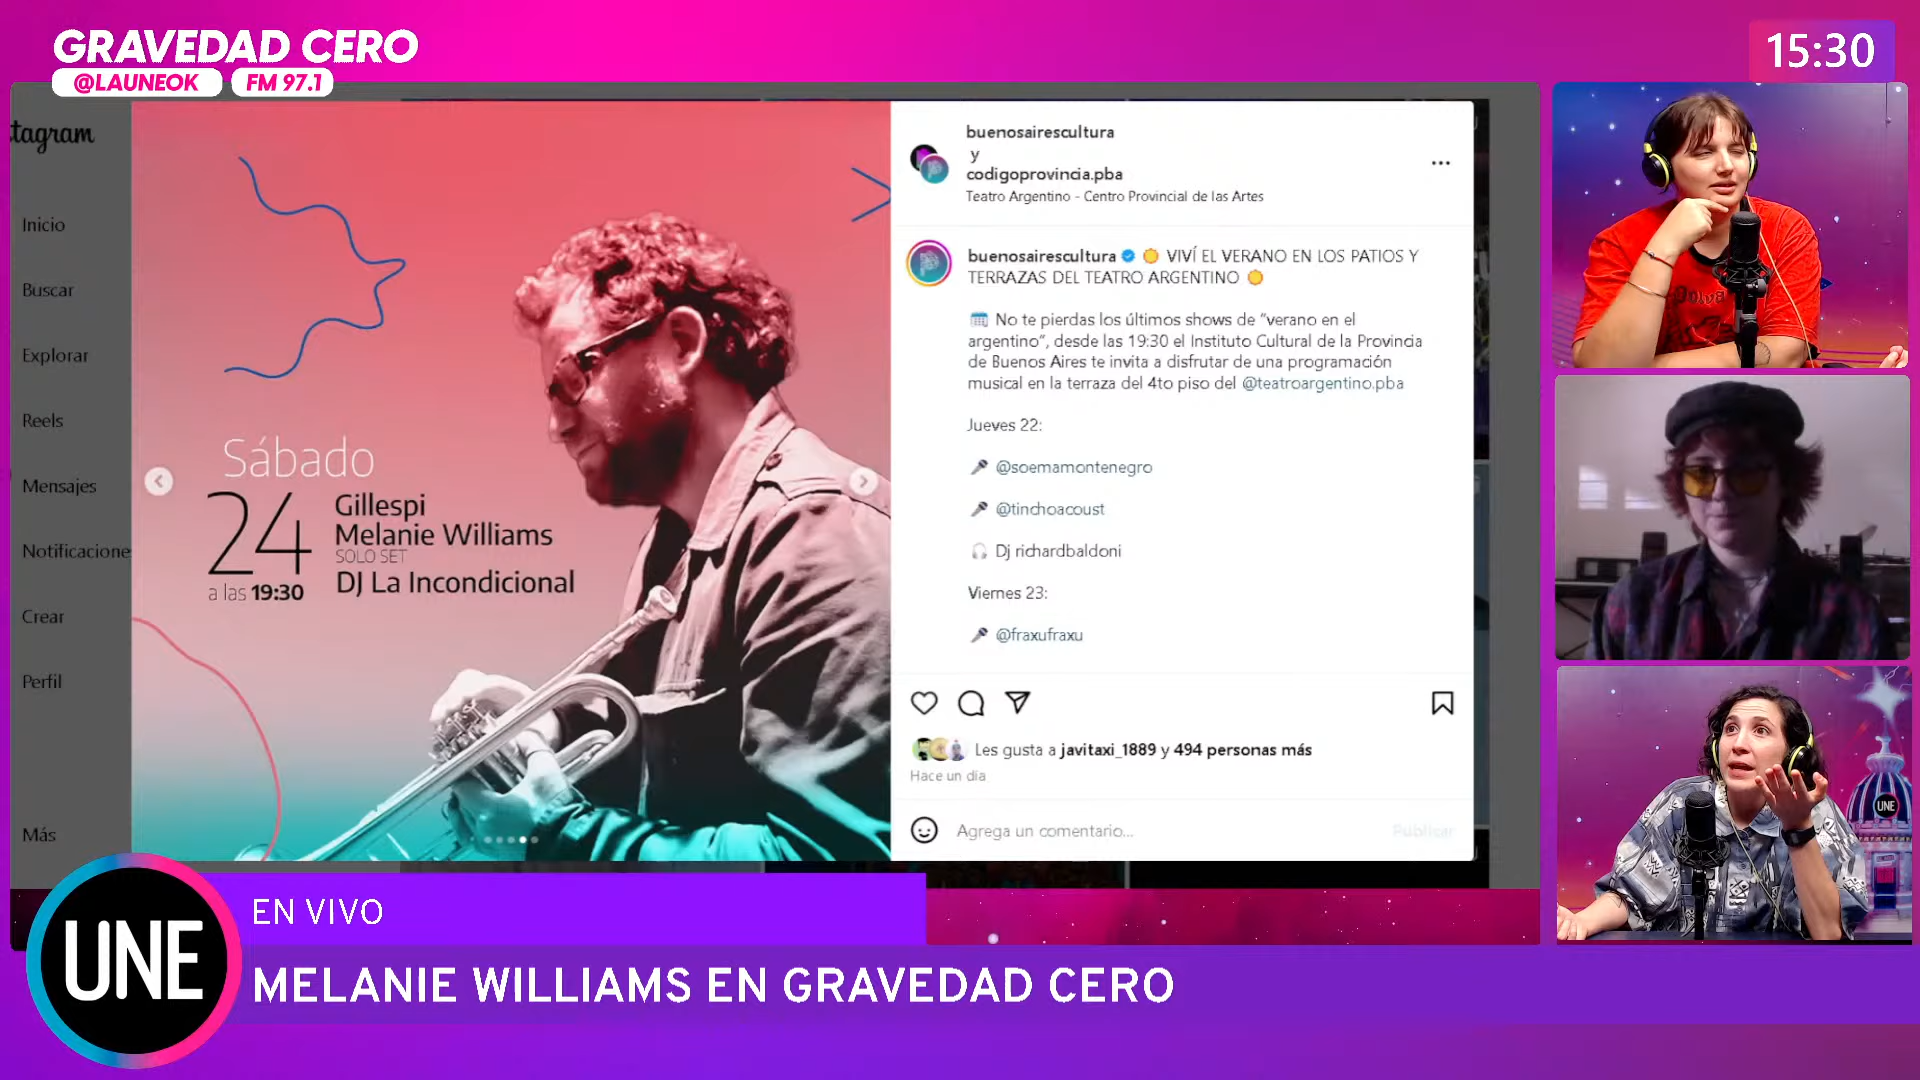 GRAVEDAD CERO
@LAUNEOK
FM 97.1
15:30
stagram
Inicio
Buscar
Explorar
Reels
Mensajes
Notificacione
Crear
Perfil
Más
Sábado
24
a las 19:30
Gillespi
Melanie Williams
SOLO SET
DJ La Incondicional
buenosairescultura
y
codigoprovincia.pba
Teatro Argentino - Centro Provincial de las Artes
buenosairescultura VIVÍ EL VERANO EN LOS PATIOS Y
TERRAZAS DEL TEATRO ARGENTINO
No te pierdas los últimos shows de “verano en el
argentino”, desde las 19:30 el Instituto Cultural de la Provincia
de Buenos Aires te invita a disfrutar de una programación
musical en la terraza del 4to piso del @teatroargentino.pba
Jueves 22:
@soemamontenegro
@tinchoacoust
Dj richardbaldoni
Viernes 23:
@fraxufraxu
Les gusta a javitaxi_1889 y 494 personas más
Hace un día
Agrega un comentario...
Publicar
UNE
UNE
EN VIVO
MELANIE WILLIAMS EN GRAVEDAD CERO